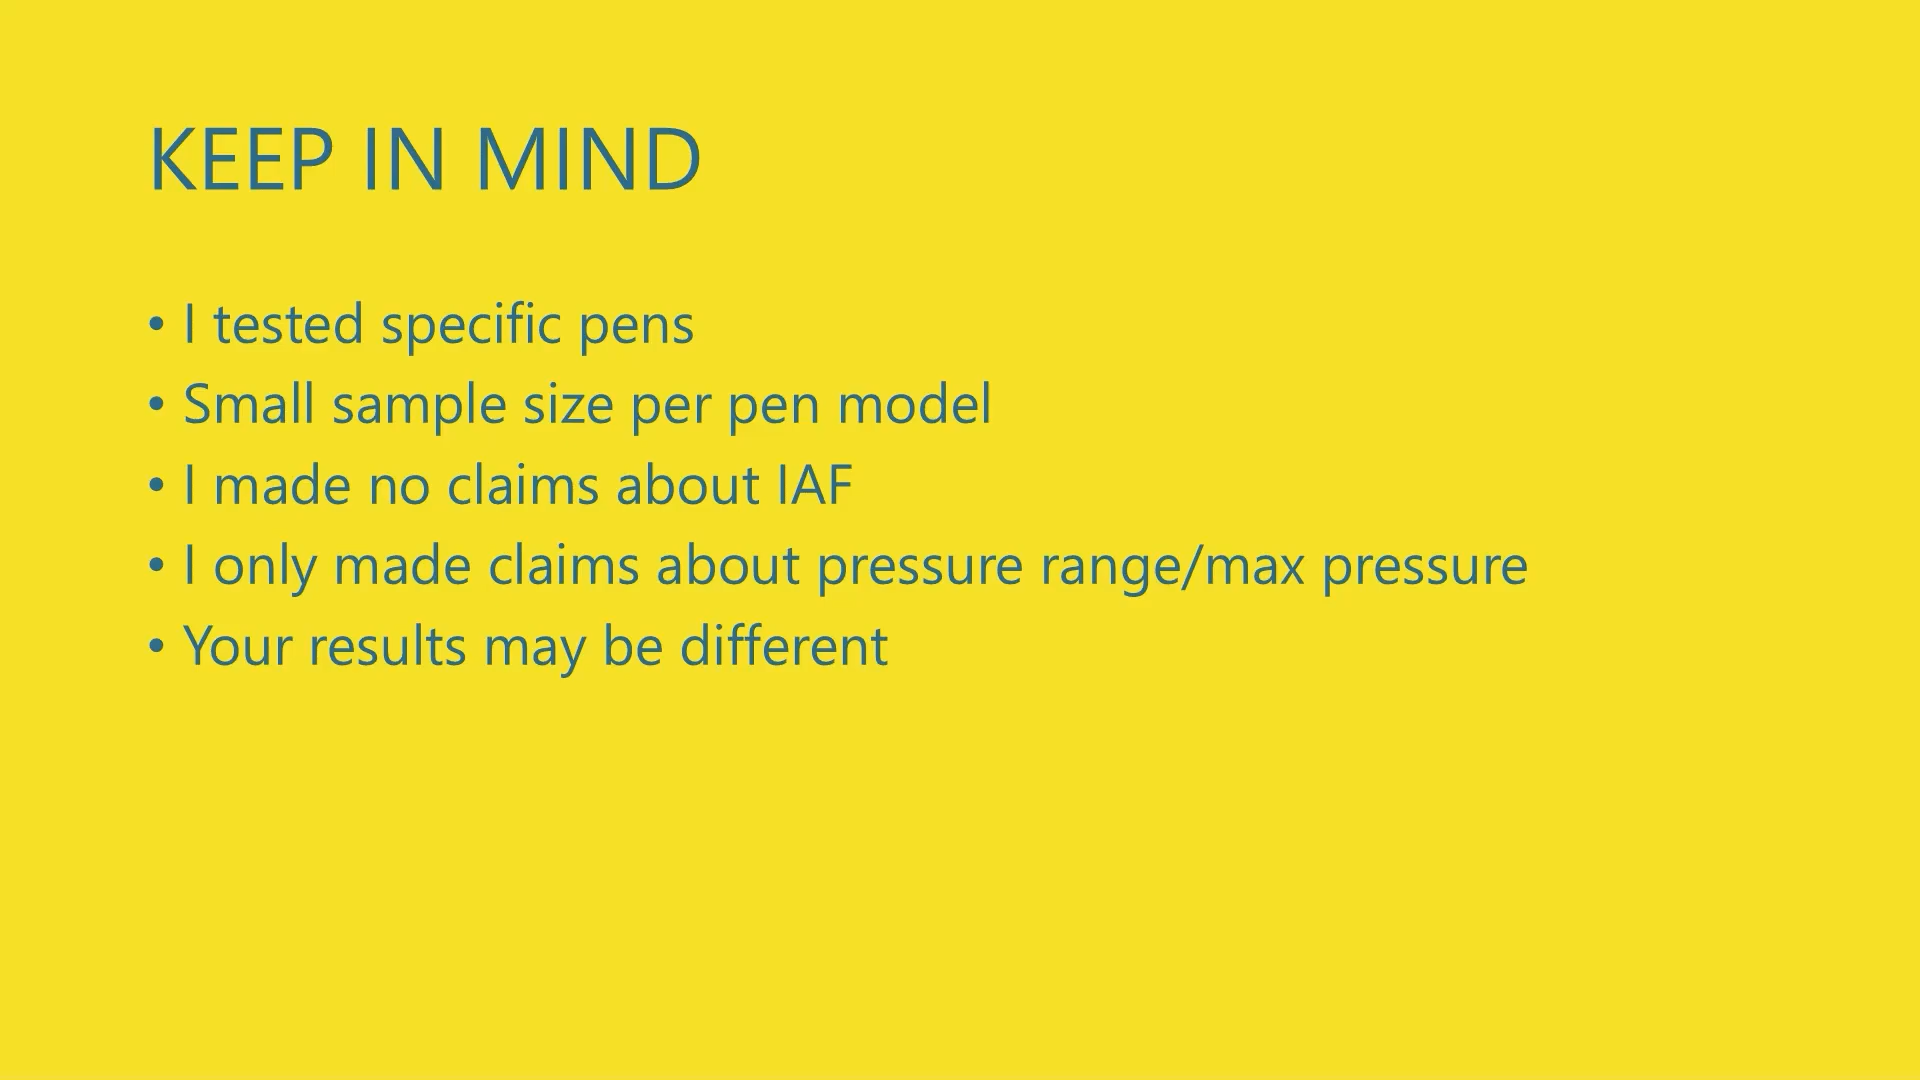 KEEP IN MIND
• I tested specific pens
• Small sample size per pen model
• I made no claims about IAF
• I only made claims about pressure range/max pressure
• Your results may be different